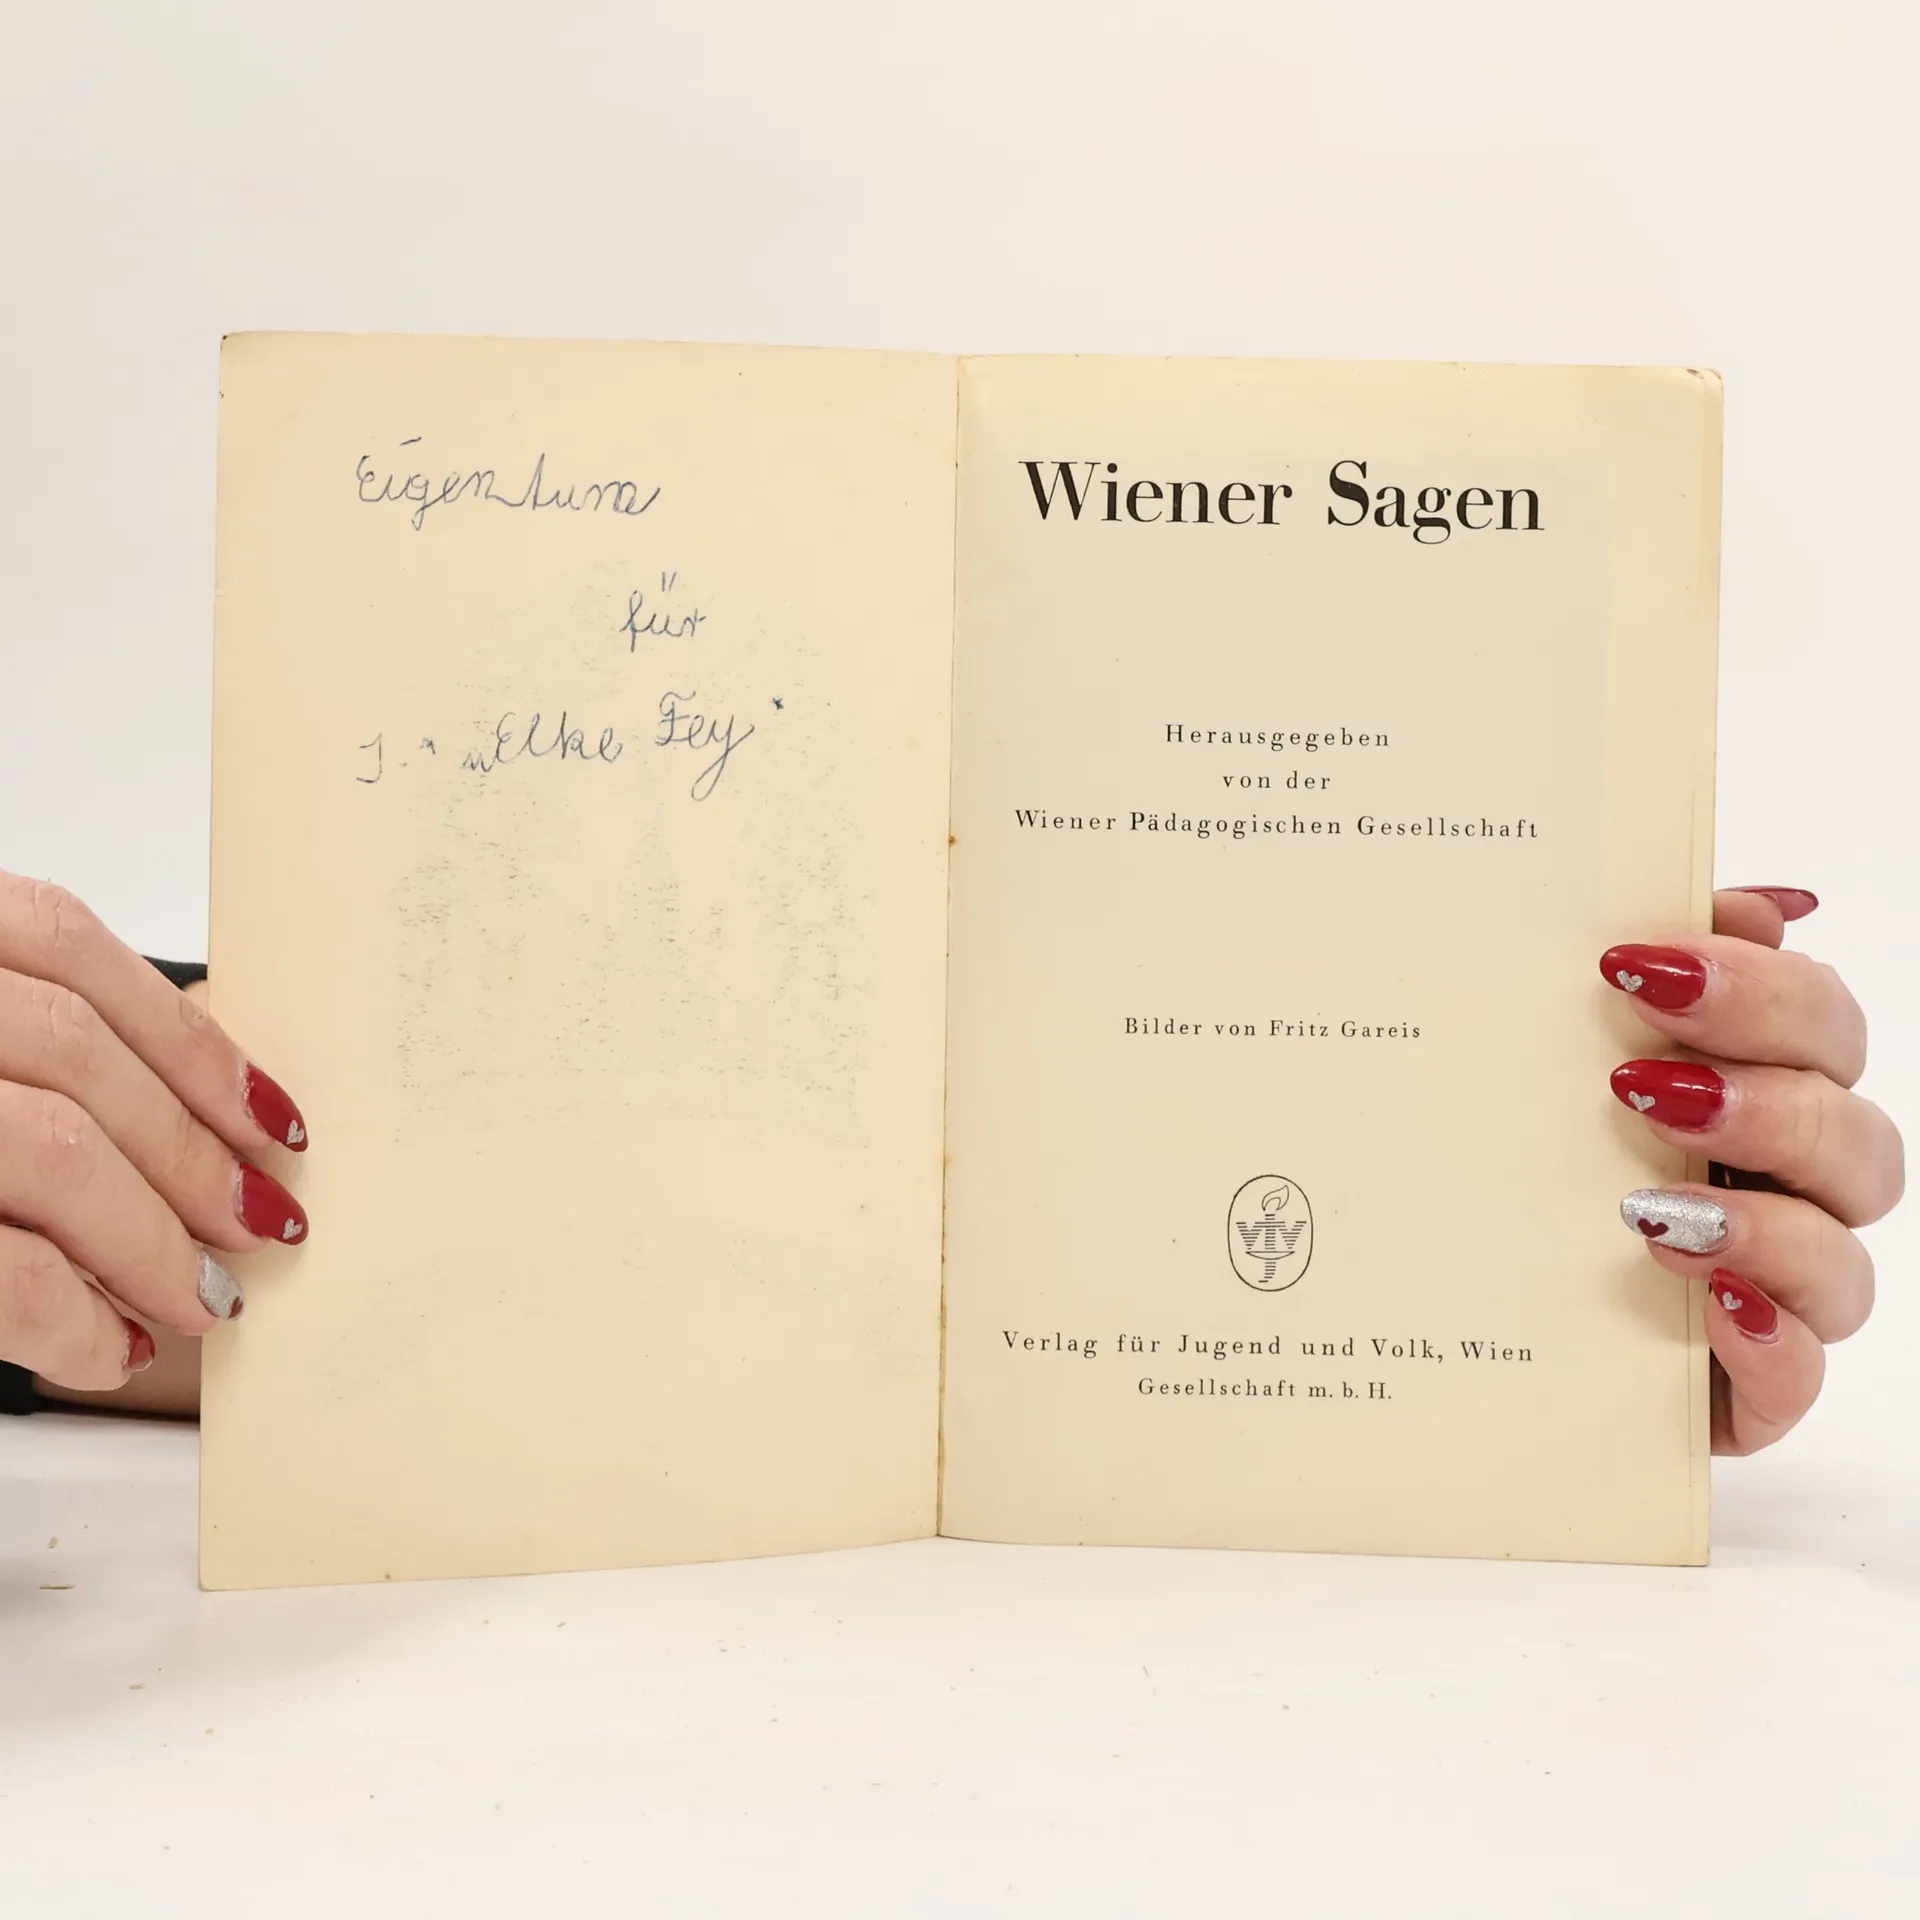 Eigentum
für
J. "Elke Fey"
Wiener Sagen
Herausgegeben
von der
Wiener Pädagogischen Gesellschaft
Bilder von Fritz Gareis
VJV
Verlag für Jugend und Volk, Wien
Gesellschaft m. b. H.